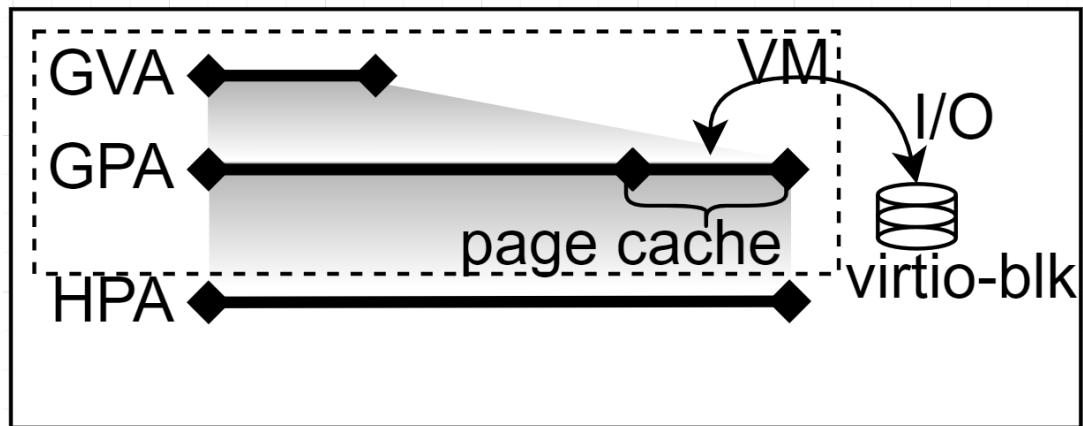 GVA
VM
I/O
GPA
page cache
virtio-blk
HPA